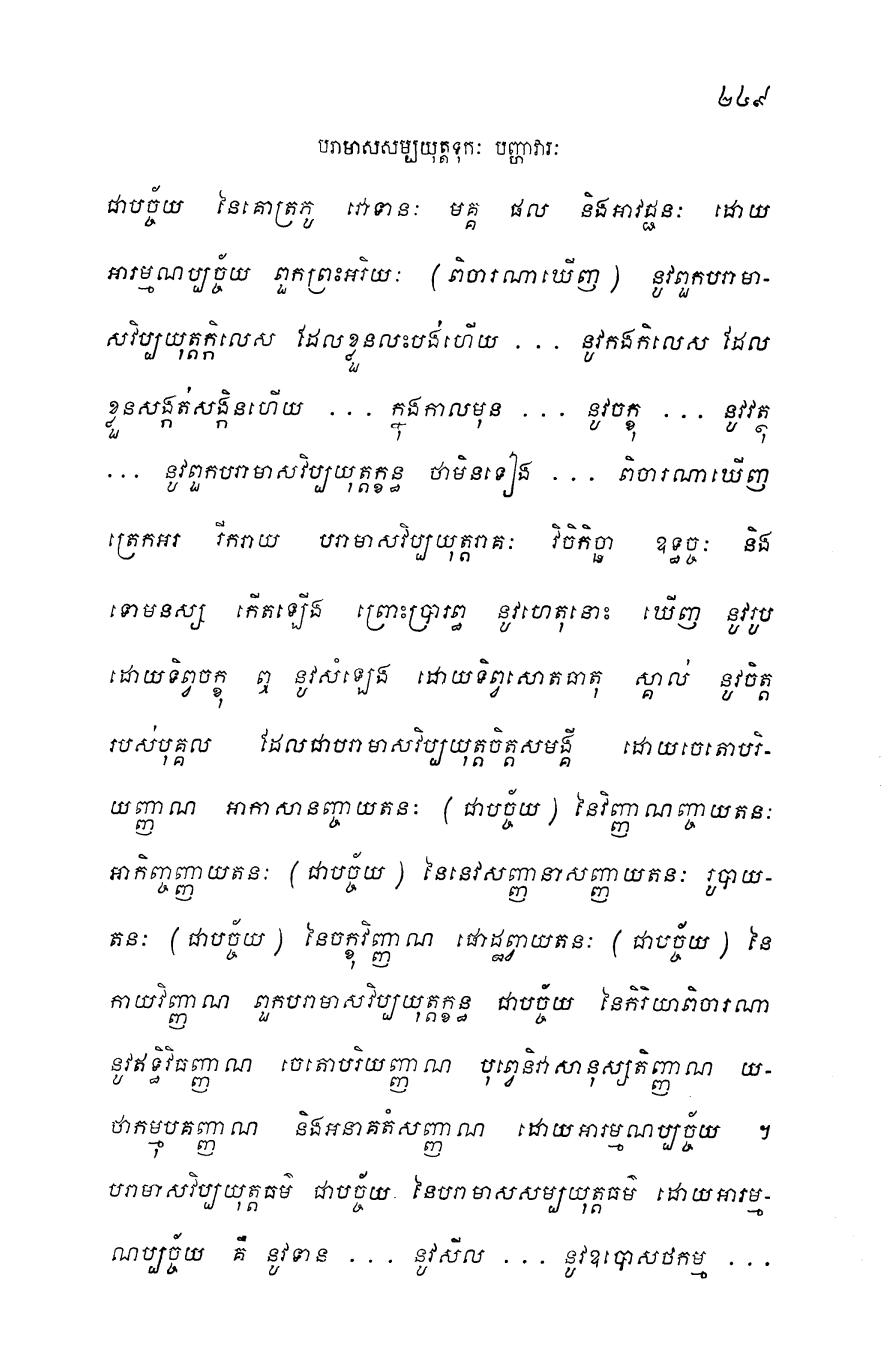 ២៤៩
បរាមាសសម្បយុត្តទុកៈ បញ្ហាវារៈ
ជាបច្ច័យ នៃគោត្រភូ វោទានៈ មគ្គ ផល និងអាវជ្ជនៈ ដោយ
អារម្មណប្បច្ច័យ ពួកព្រះអរិយៈ (ពិចារណាឃើញ) នូវពួកបរាមា-
សវិប្បយុត្តក្កិលេស ដែលខ្លួនលះបង់ហើយ . . . នូវកងកិលេស ដែល
ខ្លួនសង្កត់សង្កិនហើយ . . . ក្នុងកាលមុន . . . នូវចក្ខុ . . . នូវវត្ថុ
. . . នូវពួកបរាមាសវិប្បយុត្តក្ខន្ធ ថាមិនទៀង . . . ពិចារណាឃើញ
ត្រេកអរ រីករាយ បរាមាសវិប្បយុត្តរាគៈ វិចិកិច្ឆា ឧទ្ធច្ចៈ និង
ទោមនស្ស កើតឡើង ព្រោះប្រារព្ធ នូវហេតុនោះ ឃើញ នូវរូប
ដោយទិព្វចក្ខុ ឮ នូវសំឡេង ដោយទិព្វសោតធាតុ ស្គាល់ នូវចិត្ត
របស់បុគ្គល ដែលជាបរាមាសវិប្បយុត្តចិត្តសមង្គី ដោយចេតោបរិ-
យញ្ញាណ អាកាសានញ្ចាយតនៈ (ជាបច្ច័យ) នៃវិញ្ញាណញ្ចាយតនៈ
អាកិញ្ចញ្ញាយតនៈ (ជាបច្ច័យ) នៃនេវសញ្ញានាសញ្ញាយតនៈ រូបាយ-
តនៈ (ជាបច្ច័យ) នៃចក្ខុវិញ្ញាណ ផោដ្ឋព្វាយតនៈ (ជាបច្ច័យ) នៃ
កាយវិញ្ញាណ ពួកបរាមាសវិប្បយុត្តក្ខន្ធ ជាបច្ច័យ នៃកិរិយាពិចារណា
នូវឥទ្ធិវិធញ្ញាណ ចេតោបរិយញ្ញាណ បុព្វេនិវាសានុស្សតិញ្ញាណ យ-
ថាកម្មុបគញ្ញាណ និងអនាគតំសញ្ញាណ ដោយអារម្មណប្បច្ច័យ ។
បរាមាសវិប្បយុត្តធម៌ ជាបច្ច័យ នៃបរាមាសសម្បយុត្តធម៌ ដោយអារម្ម-
ណប្បច្ច័យ គឺ នូវទាន . . . នូវសីល . . . នូវឧបោសថកម្ម . . .